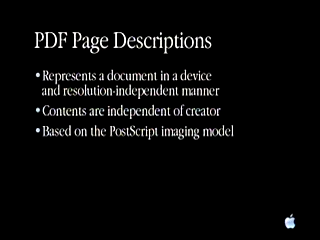 PDF Page Descriptions
• Represents a document in a device
and resolution-independent manner
• Contents are independent of creator
• Based on the PostScript imaging model